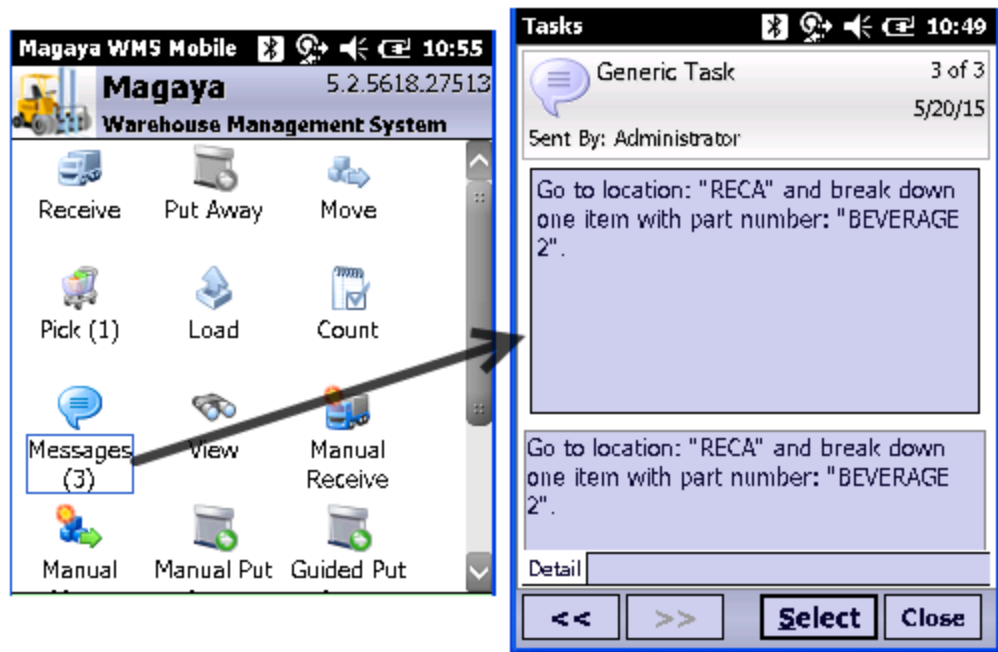 Magaya WMS Mobile 10:55
Magaya 5.2.5618.27513
Warehouse Management System
Receive Put Away Move
Pick (1) Load Count
Messages View Manual
(3) Receive
Manual Manual Put Guided Put
Tasks 10:49
Generic Task 3 of 3
5/20/15
Sent By: Administrator
Go to location: "RECA" and break down
one item with part number: "BEVERAGE
2".
Go to location: "RECA" and break down
one item with part number: "BEVERAGE
2".
Detail
<< >> Select Close